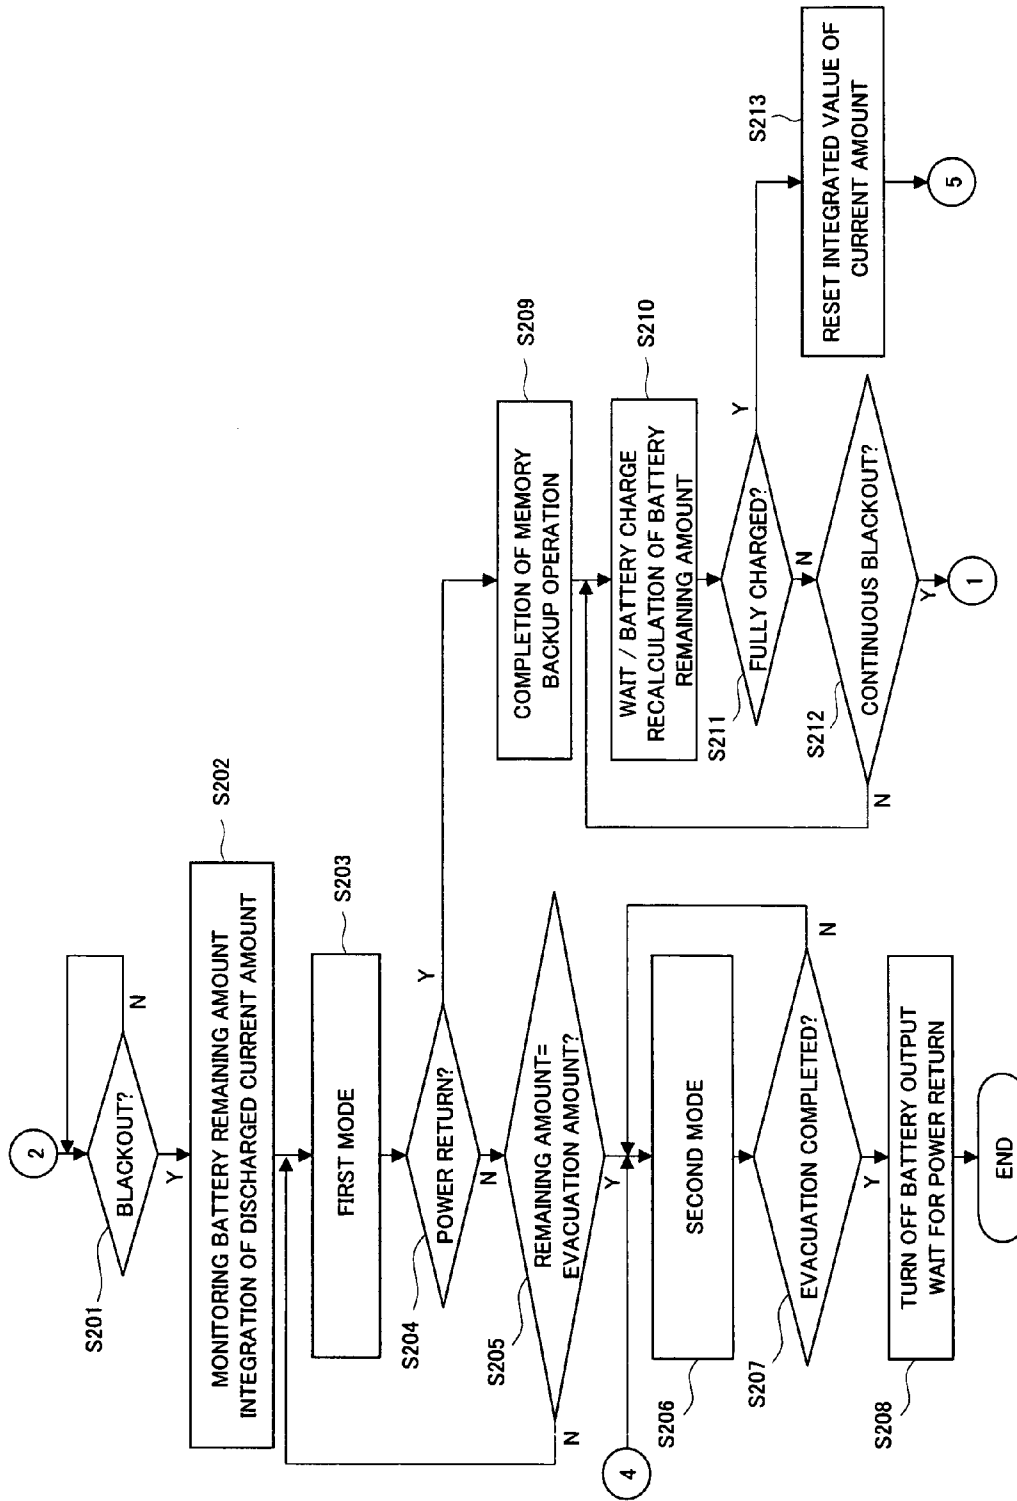 2
BLACKOUT?
N
Y
S201
MONITORING BATTERY REMAINING AMOUNT
INTEGRATION OF DISCHARGED CURRENT AMOUNT
S202
FIRST MODE
S203
POWER RETURN?
Y
N
S204
REMAINING AMOUNT=
EVACUATION AMOUNT?
N
Y
S205
4
SECOND MODE
S206
EVACUATION COMPLETED?
N
Y
S207
TURN OFF BATTERY OUTPUT
WAIT FOR POWER RETURN
S208
END
COMPLETION OF MEMORY
BACKUP OPERATION
S209
WAIT / BATTERY CHARGE
RECALCULATION OF BATTERY
REMAINING AMOUNT
S210
FULLY CHARGED?
Y
N
S211
CONTINUOUS BLACKOUT?
N
Y
S212
1
RESET INTEGRATED VALUE OF
CURRENT AMOUNT
S213
5